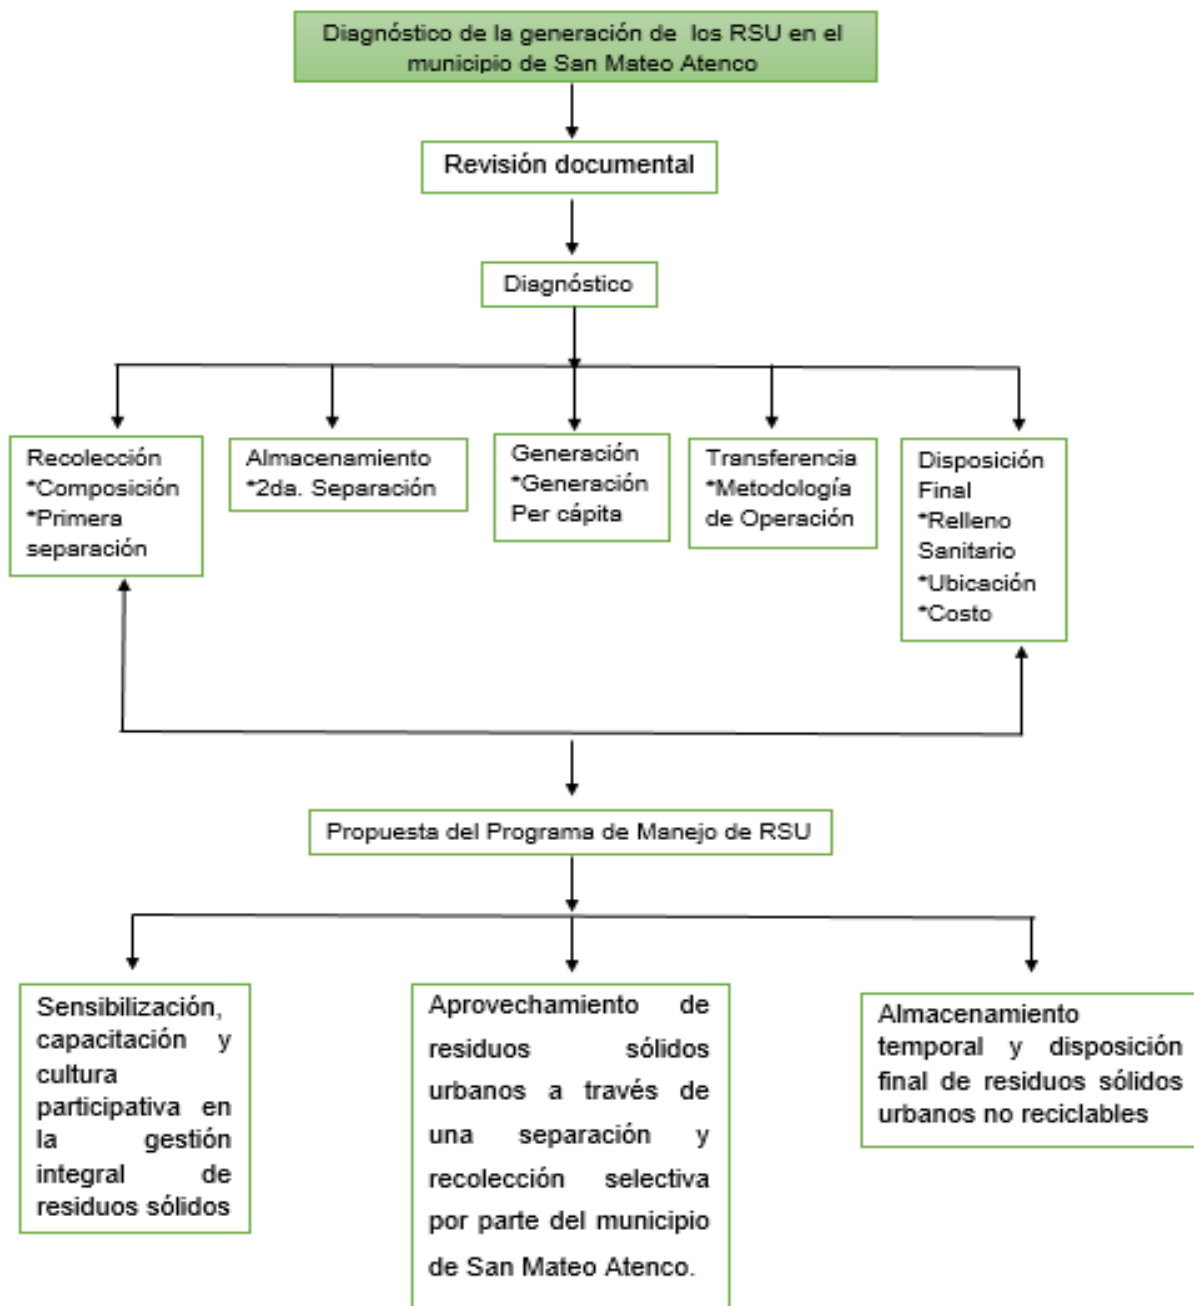 Diagnóstico de la generación de los RSU en el
municipio de San Mateo Atenco
Revisión documental
Diagnóstico
Recolección
*Composición
*Primera
separación
Almacenamiento
*2da. Separación
Generación
*Generación
Per cápita
Transferencia
*Metodología
de Operación
Disposición
Final
*Relleno
Sanitario
*Ubicación
*Costo
Propuesta del Programa de Manejo de RSU
Sensibilización,
capacitación y
cultura
participativa en
la gestión
integral de
residuos sólidos
Aprovechamiento de
residuos sólidos
urbanos a través de
una separación y
recolección selectiva
por parte del municipio
de San Mateo Atenco.
Almacenamiento
temporal y disposición
final de residuos sólidos
urbanos no reciclables